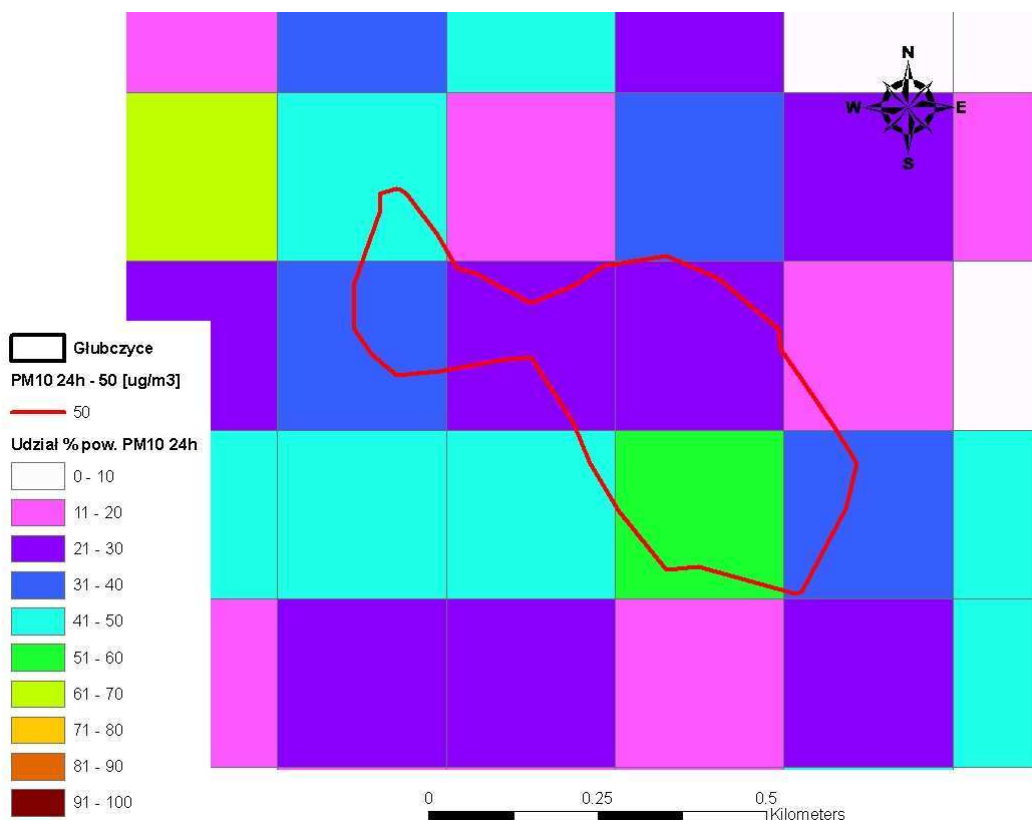 N
W E
S
Głubczyce
PM10 24h - 50 [ug/m3]
50
Udział % pow. PM10 24h
0 - 10
11 - 20
21 - 30
31 - 40
41 - 50
51 - 60
61 - 70
71 - 80
81 - 90
91 - 100
0 0.25 0.5
Kilometers